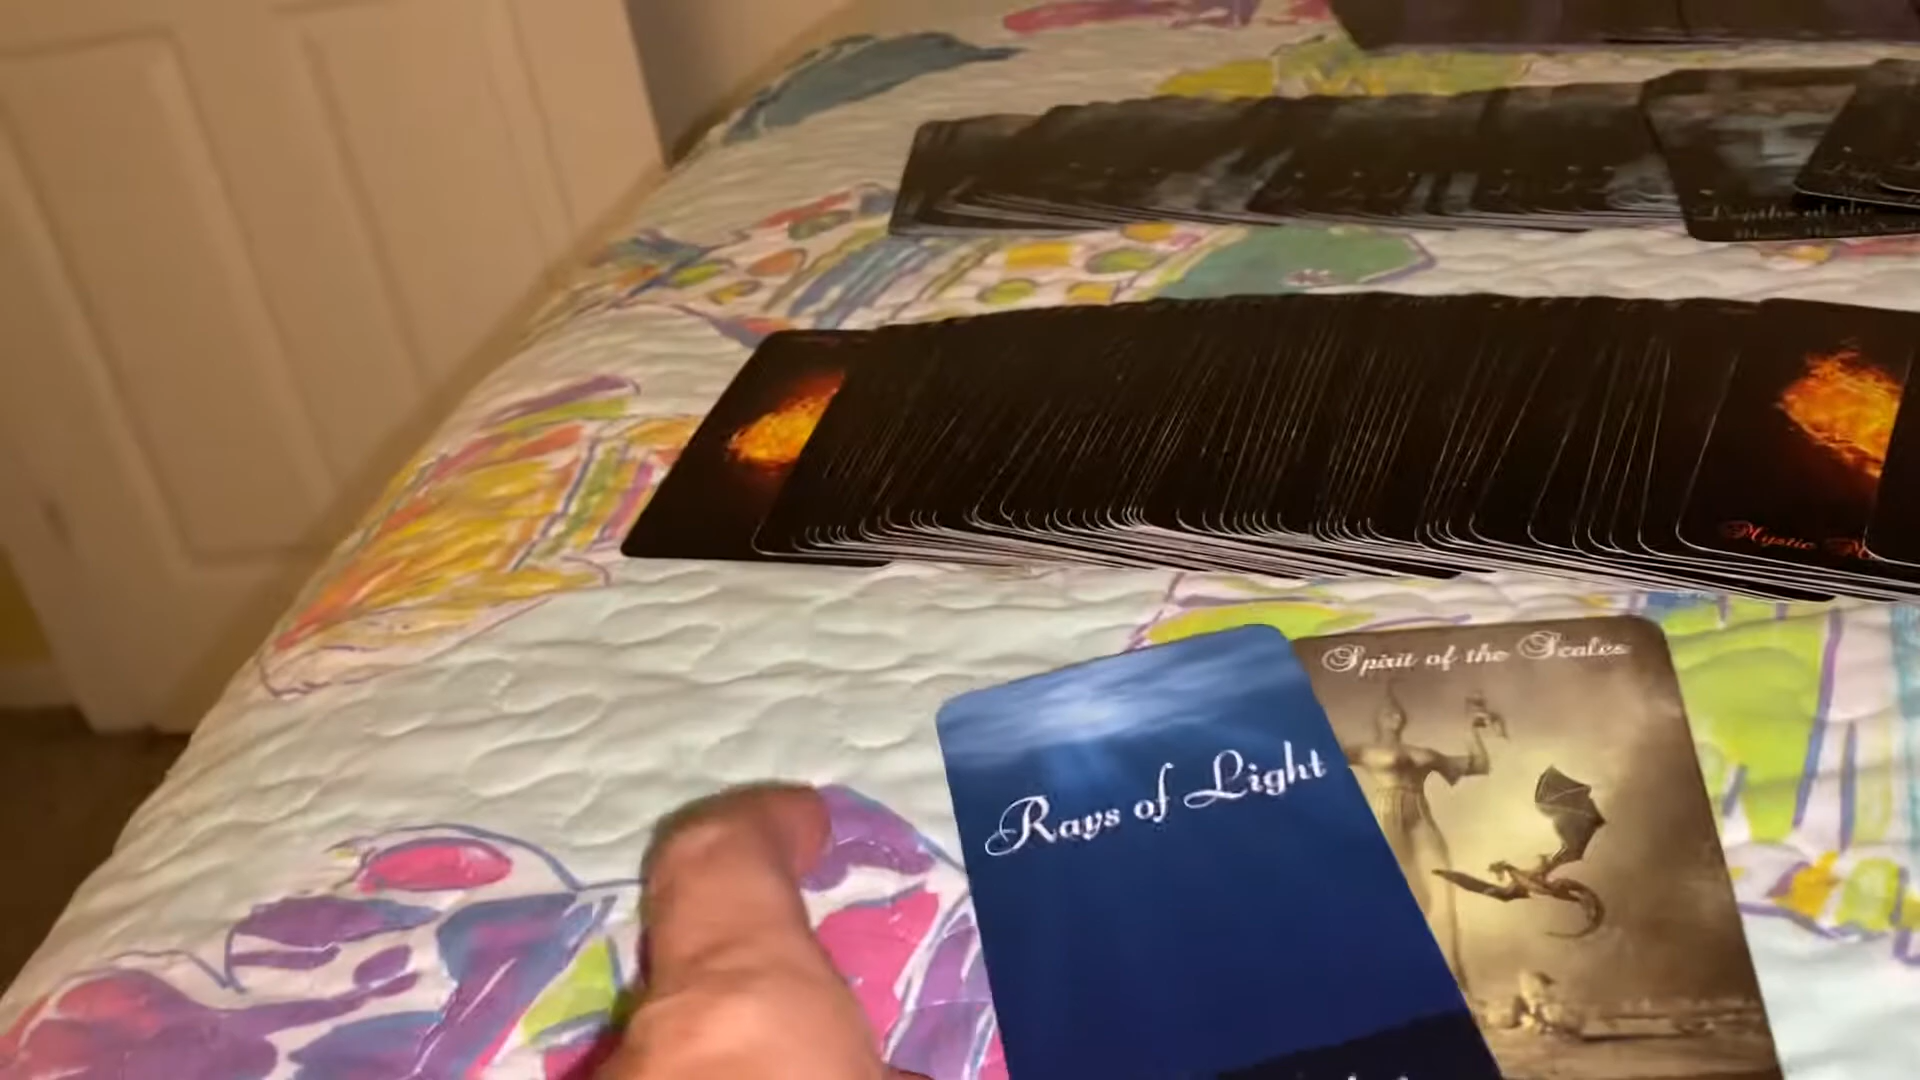 Mystic
Spirit of the Scales
Rays of Light